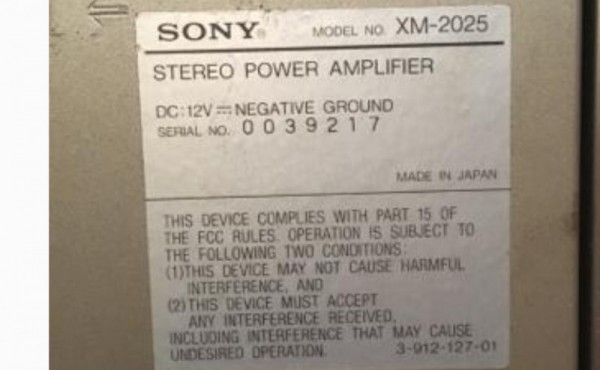 SONY® MODEL NO. XM-2025
STEREO POWER AMPLIFIER
DC:12V⎓NEGATIVE GROUND
SERIAL NO. 0039217
MADE IN JAPAN
THIS DEVICE COMPLIES WITH PART 15 OF
THE FCC RULES. OPERATION IS SUBJECT TO
THE FOLLOWING TWO CONDITIONS:
(1)THIS DEVICE MAY NOT CAUSE HARMFUL
INTERFERENCE, AND
(2)THIS DEVICE MUST ACCEPT
ANY INTERFERENCE RECEIVED,
INCLUDING INTERFERENCE THAT MAY CAUSE
UNDESIRED OPERATION. 3-912-127-01